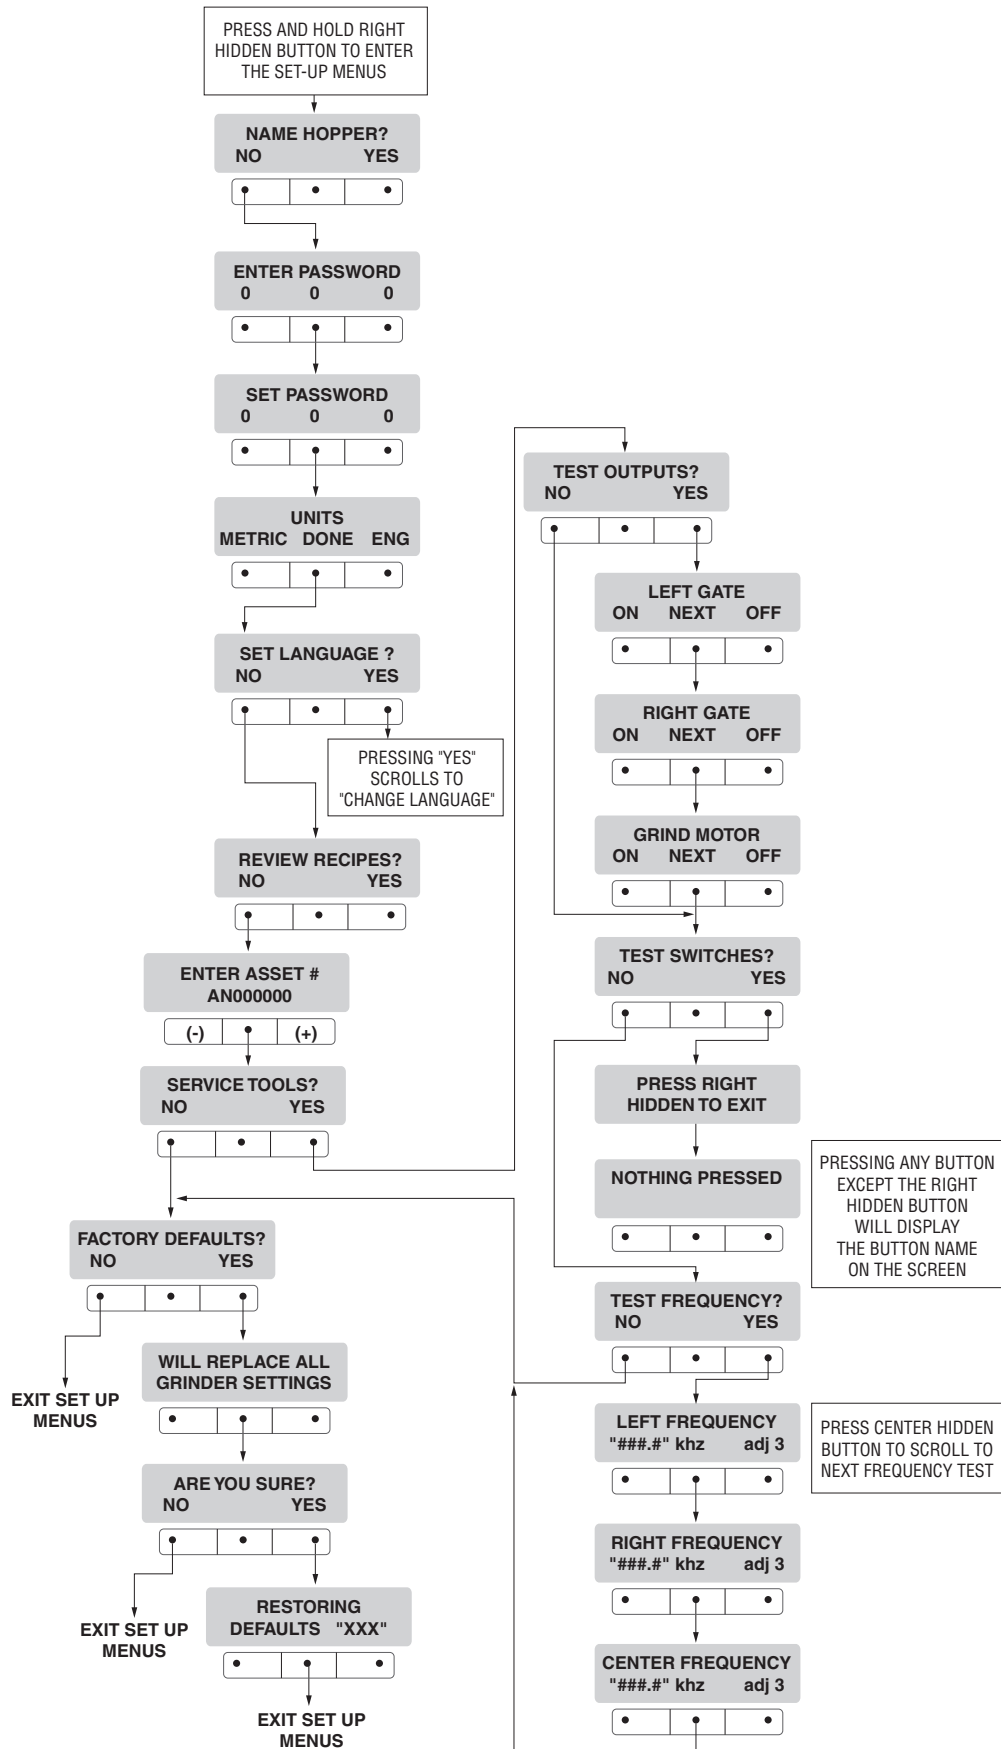 PRESS AND HOLD RIGHT
HIDDEN BUTTON TO ENTER
THE SET-UP MENUS
NAME HOPPER?
NO YES
ENTER PASSWORD
0 0 0
SET PASSWORD
0 0 0
UNITS
METRIC DONE ENG
SET LANGUAGE ?
NO YES
PRESSING "YES"
SCROLLS TO
"CHANGE LANGUAGE"
REVIEW RECIPES?
NO YES
ENTER ASSET #
AN000000
(-) (+)
SERVICE TOOLS?
NO YES
FACTORY DEFAULTS?
NO YES
EXIT SET UP
MENUS
WILL REPLACE ALL
GRINDER SETTINGS
ARE YOU SURE?
NO YES
EXIT SET UP
MENUS
RESTORING
DEFAULTS "XXX"
EXIT SET UP
MENUS
TEST OUTPUTS?
NO YES
LEFT GATE
ON NEXT OFF
RIGHT GATE
ON NEXT OFF
GRIND MOTOR
ON NEXT OFF
TEST SWITCHES?
NO YES
PRESS RIGHT
HIDDEN TO EXIT
NOTHING PRESSED
PRESSING ANY BUTTON
EXCEPT THE RIGHT
HIDDEN BUTTON
WILL DISPLAY
THE BUTTON NAME
ON THE SCREEN
TEST FREQUENCY?
NO YES
LEFT FREQUENCY
"###.#" khz adj 3
PRESS CENTER HIDDEN
BUTTON TO SCROLL TO
NEXT FREQUENCY TEST
RIGHT FREQUENCY
"###.#" khz adj 3
CENTER FREQUENCY
"###.#" khz adj 3